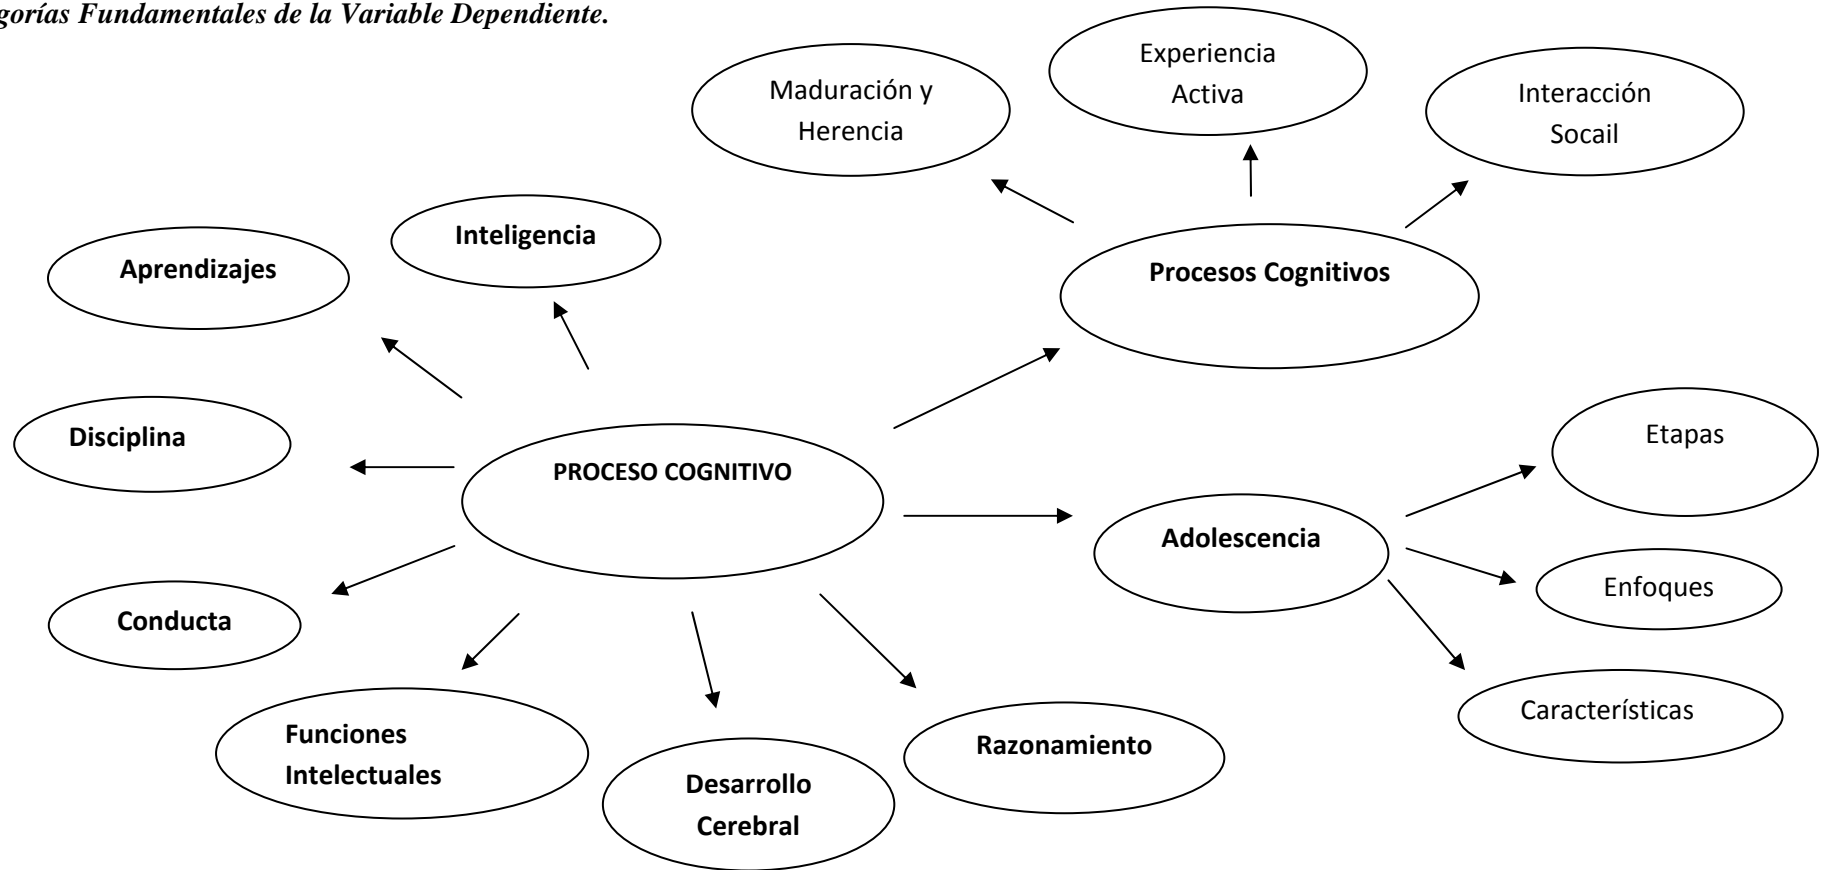 gorías Fundamentales de la Variable Dependiente.
Experiencia
Activa
Maduración y
Herencia
Interacción
Socail
Inteligencia
Aprendizajes
Procesos Cognitivos
Disciplina
PROCESO COGNITIVO
Etapas
Adolescencia
Enfoques
Conducta
Características
Funciones
Intelectuales
Razonamiento
Desarrollo
Cerebral